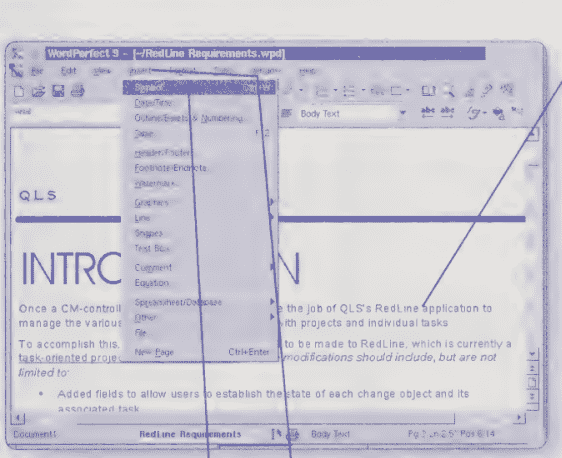 WordPerfect 9 - [~/RedLine Requirements.wpd]
File Edit View Insert Format
Symbol... Ctrl+W
Date/Time
Outline/Bullets & Numbering...
Header/Footer
Footnote/Endnote
Watermark
Graphics
Line
Shapes
Text Box
Comment
Equation
Spreadsheet/Database
Other
File
New Page Ctrl+Enter
Body Text
abc abc
QLS
INTRO N
Once a CM-controll e the job of QLS's RedLine application to
manage the various ith projects and individual tasks
To accomplish this, to be made to RedLine, which is currently a
task-oriented projec modifications should include, but are not
limited to:
• Added fields to allow users to establish the state of each change object and its
associated task
Document1 RedLine Requirements Body Text